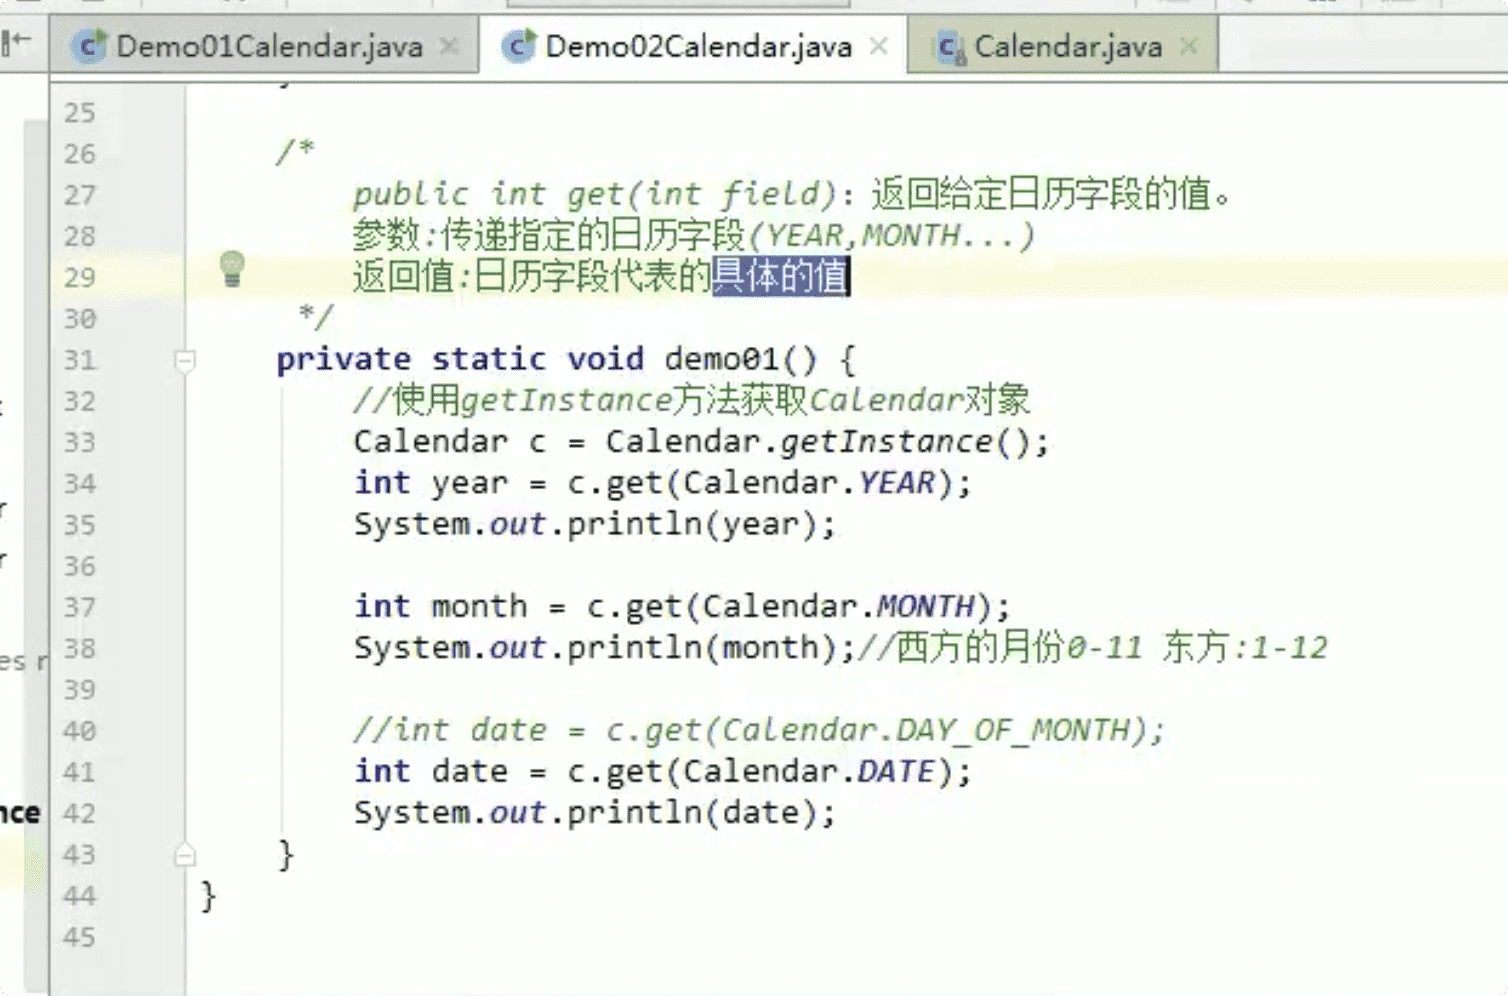 Demo01Calendar.java Demo02Calendar.java Calendar.java
25
26 /*
27 public int get(int field): 返回给定日历字段的值。
28 参数:传递指定的日历字段(YEAR,MONTH...)
29 返回值:日历字段代表的具体的值
30 */
31 private static void demo01() {
32 //使用getInstance方法获取Calendar对象
33 Calendar c = Calendar.getInstance();
34 int year = c.get(Calendar.YEAR);
r 35 System.out.println(year);
r 36
37 int month = c.get(Calendar.MONTH);
es r 38 System.out.println(month);//西方的月份0-11 东方:1-12
39
40 //int date = c.get(Calendar.DAY_OF_MONTH);
41 int date = c.get(Calendar.DATE);
nce 42 System.out.println(date);
43 }
44 }
45